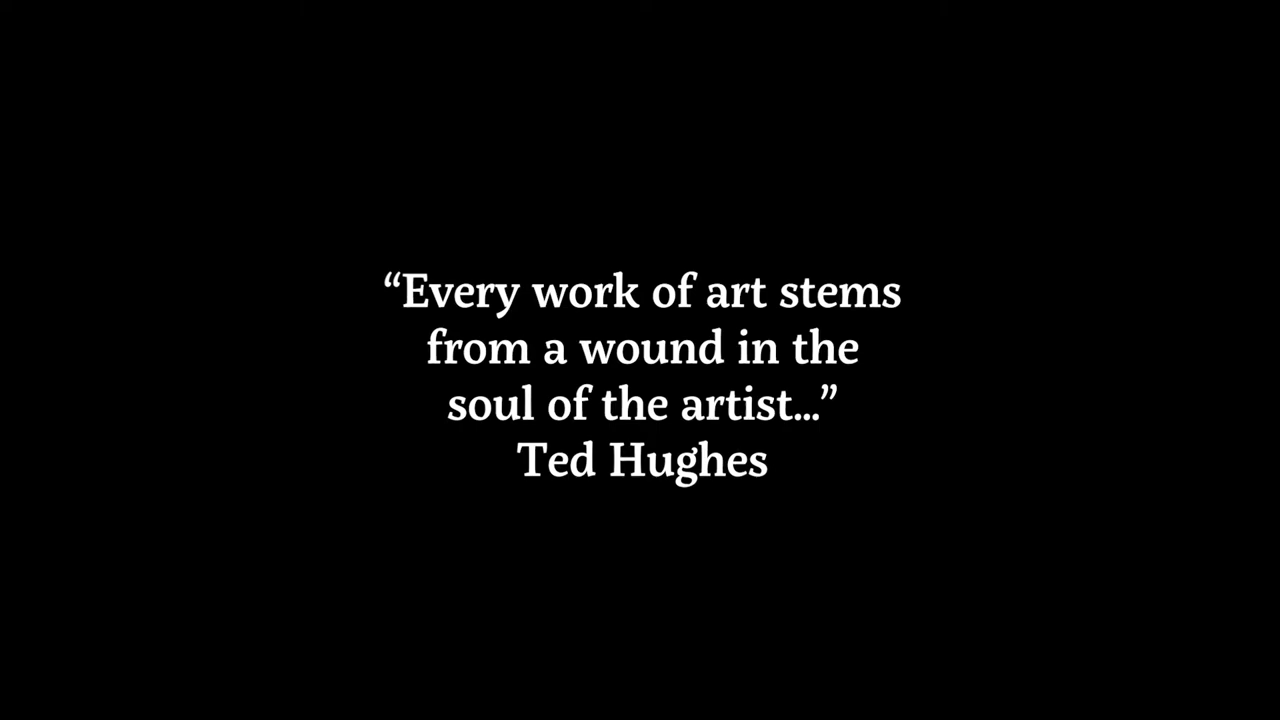 “Every work of art stems
from a wound in the
soul of the artist...”
Ted Hughes